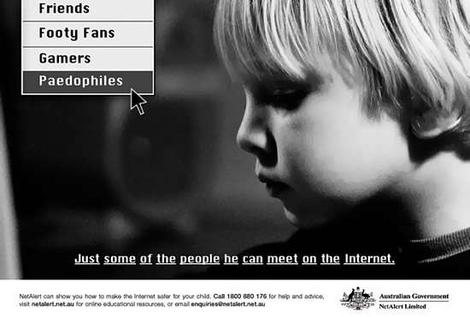 Friends
Footy Fans
Gamers
Paedophiles
Just some of the people he can meet on the Internet.
NetAlert can show you how to make the Internet safer for your child. Call 1800 880 176 for help and advice,
visit netalert.net.au for online educational resources, or email enquiries@netalert.net.au
Australian Government
NetAlert Limited